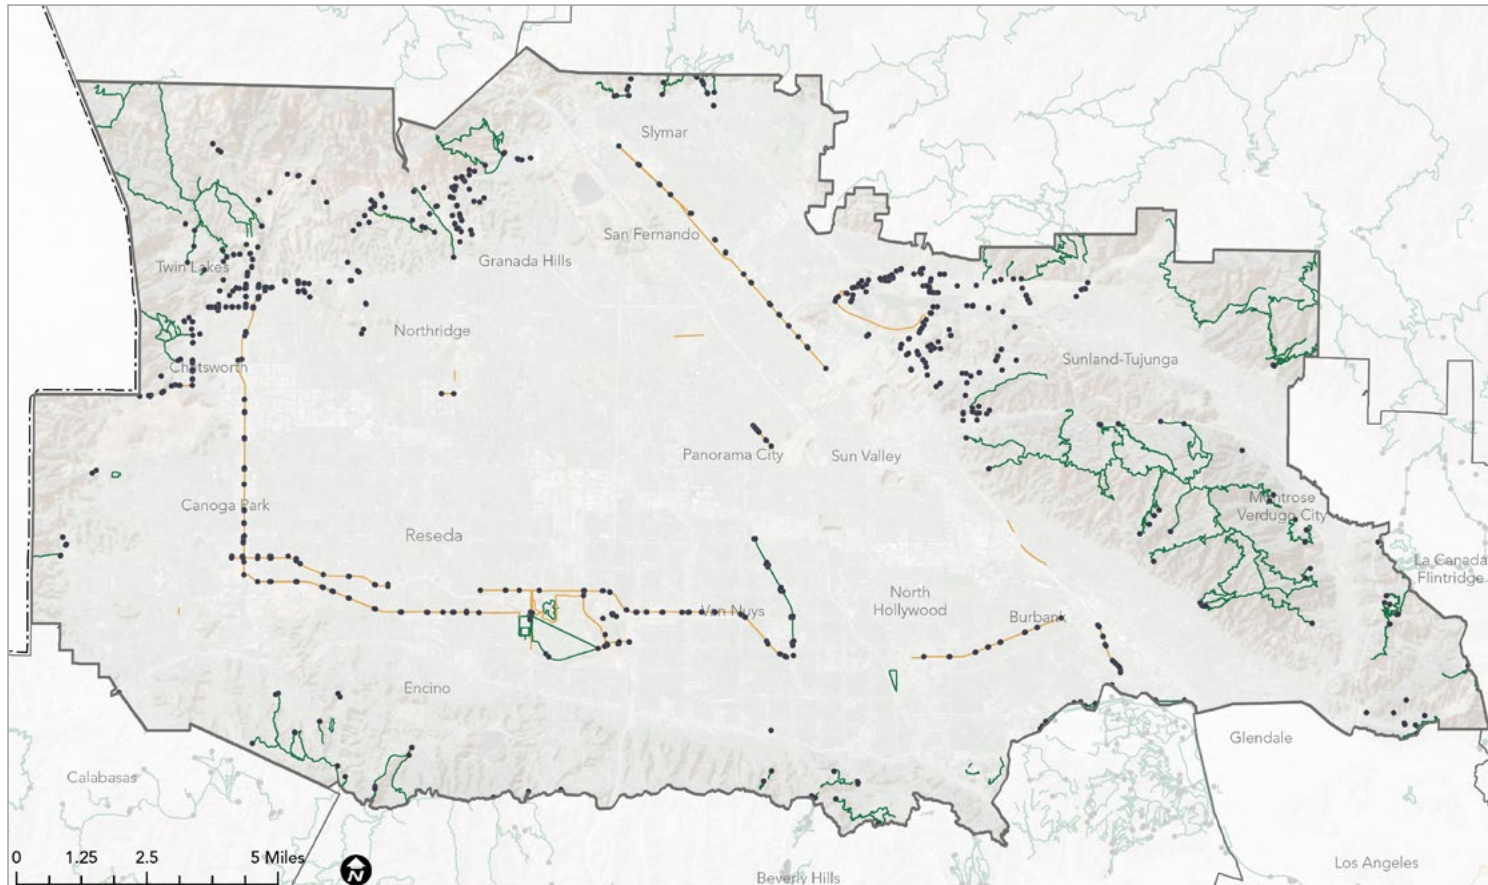 Slymar
San Fernando
Granada Hills
Twin Lakes
Northridge
Chatsworth
Sunland-Tujunga
Panorama City
Sun Valley
Canoga Park
Montrose
Verdugo City
Reseda
La Canada
Flintridge
North
Hollywood
Van Nuys
Burbank
Encino
Glendale
Calabasas
0 1.25 2.5 5 Miles
N
Beverly Hills
Los Angeles